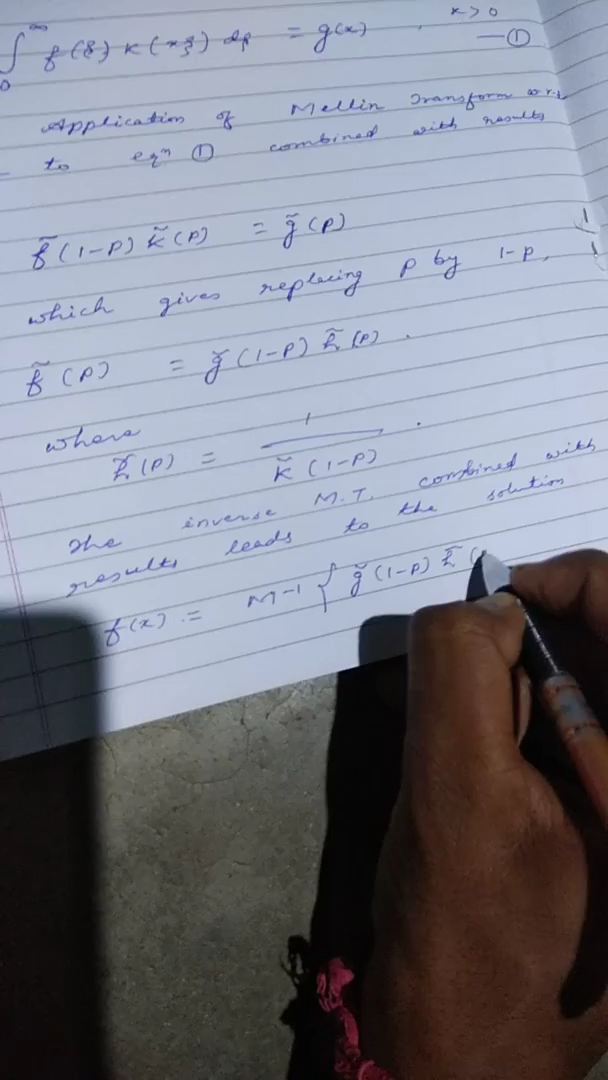 ∫₀^∞ f(ξ) K(xξ) dp = g(x) , x > 0
— ①
Application of Mellin Transform w.r.t
to eqⁿ ① combined with results
f̃(1-p) k̃(p) = g̃(p)
which gives replacing p by 1-p,
f̃(p) = g̃(1-p) h̃(p) .
where
h̃(p) = 1 / k̃(1-p) .
The inverse M.T. combined with
results leads to the solution
f(x) = M-1 { g̃(1-p) h̃(